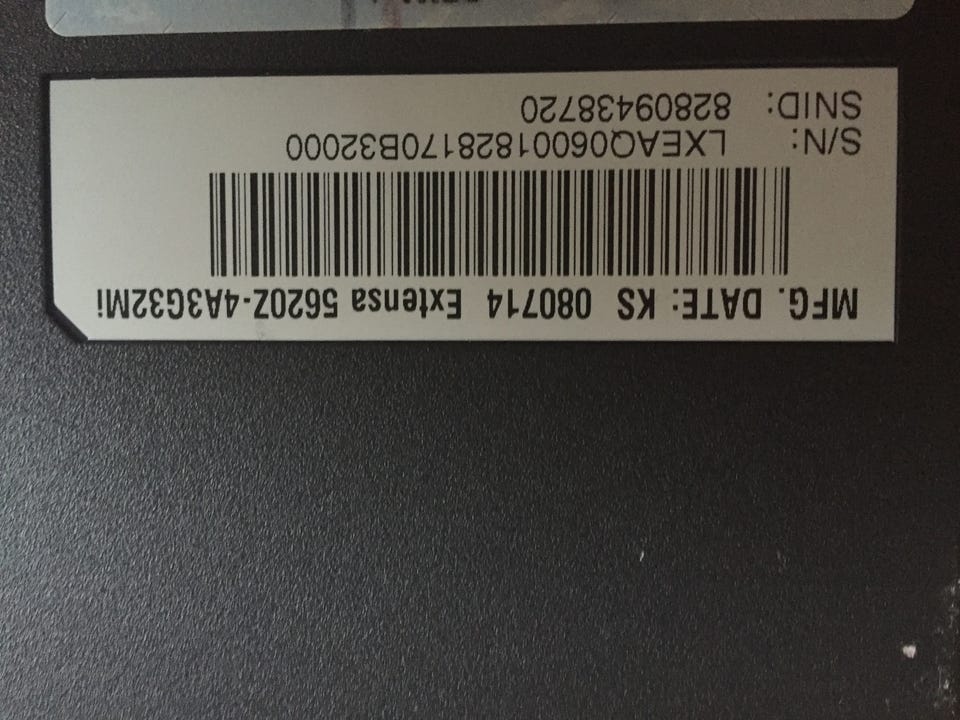 MFG. DATE: KS 080714 Extensa 5620Z-4A3G32Mi
S/N: LXEAQ06001828170B32000
SNID: 82809438720